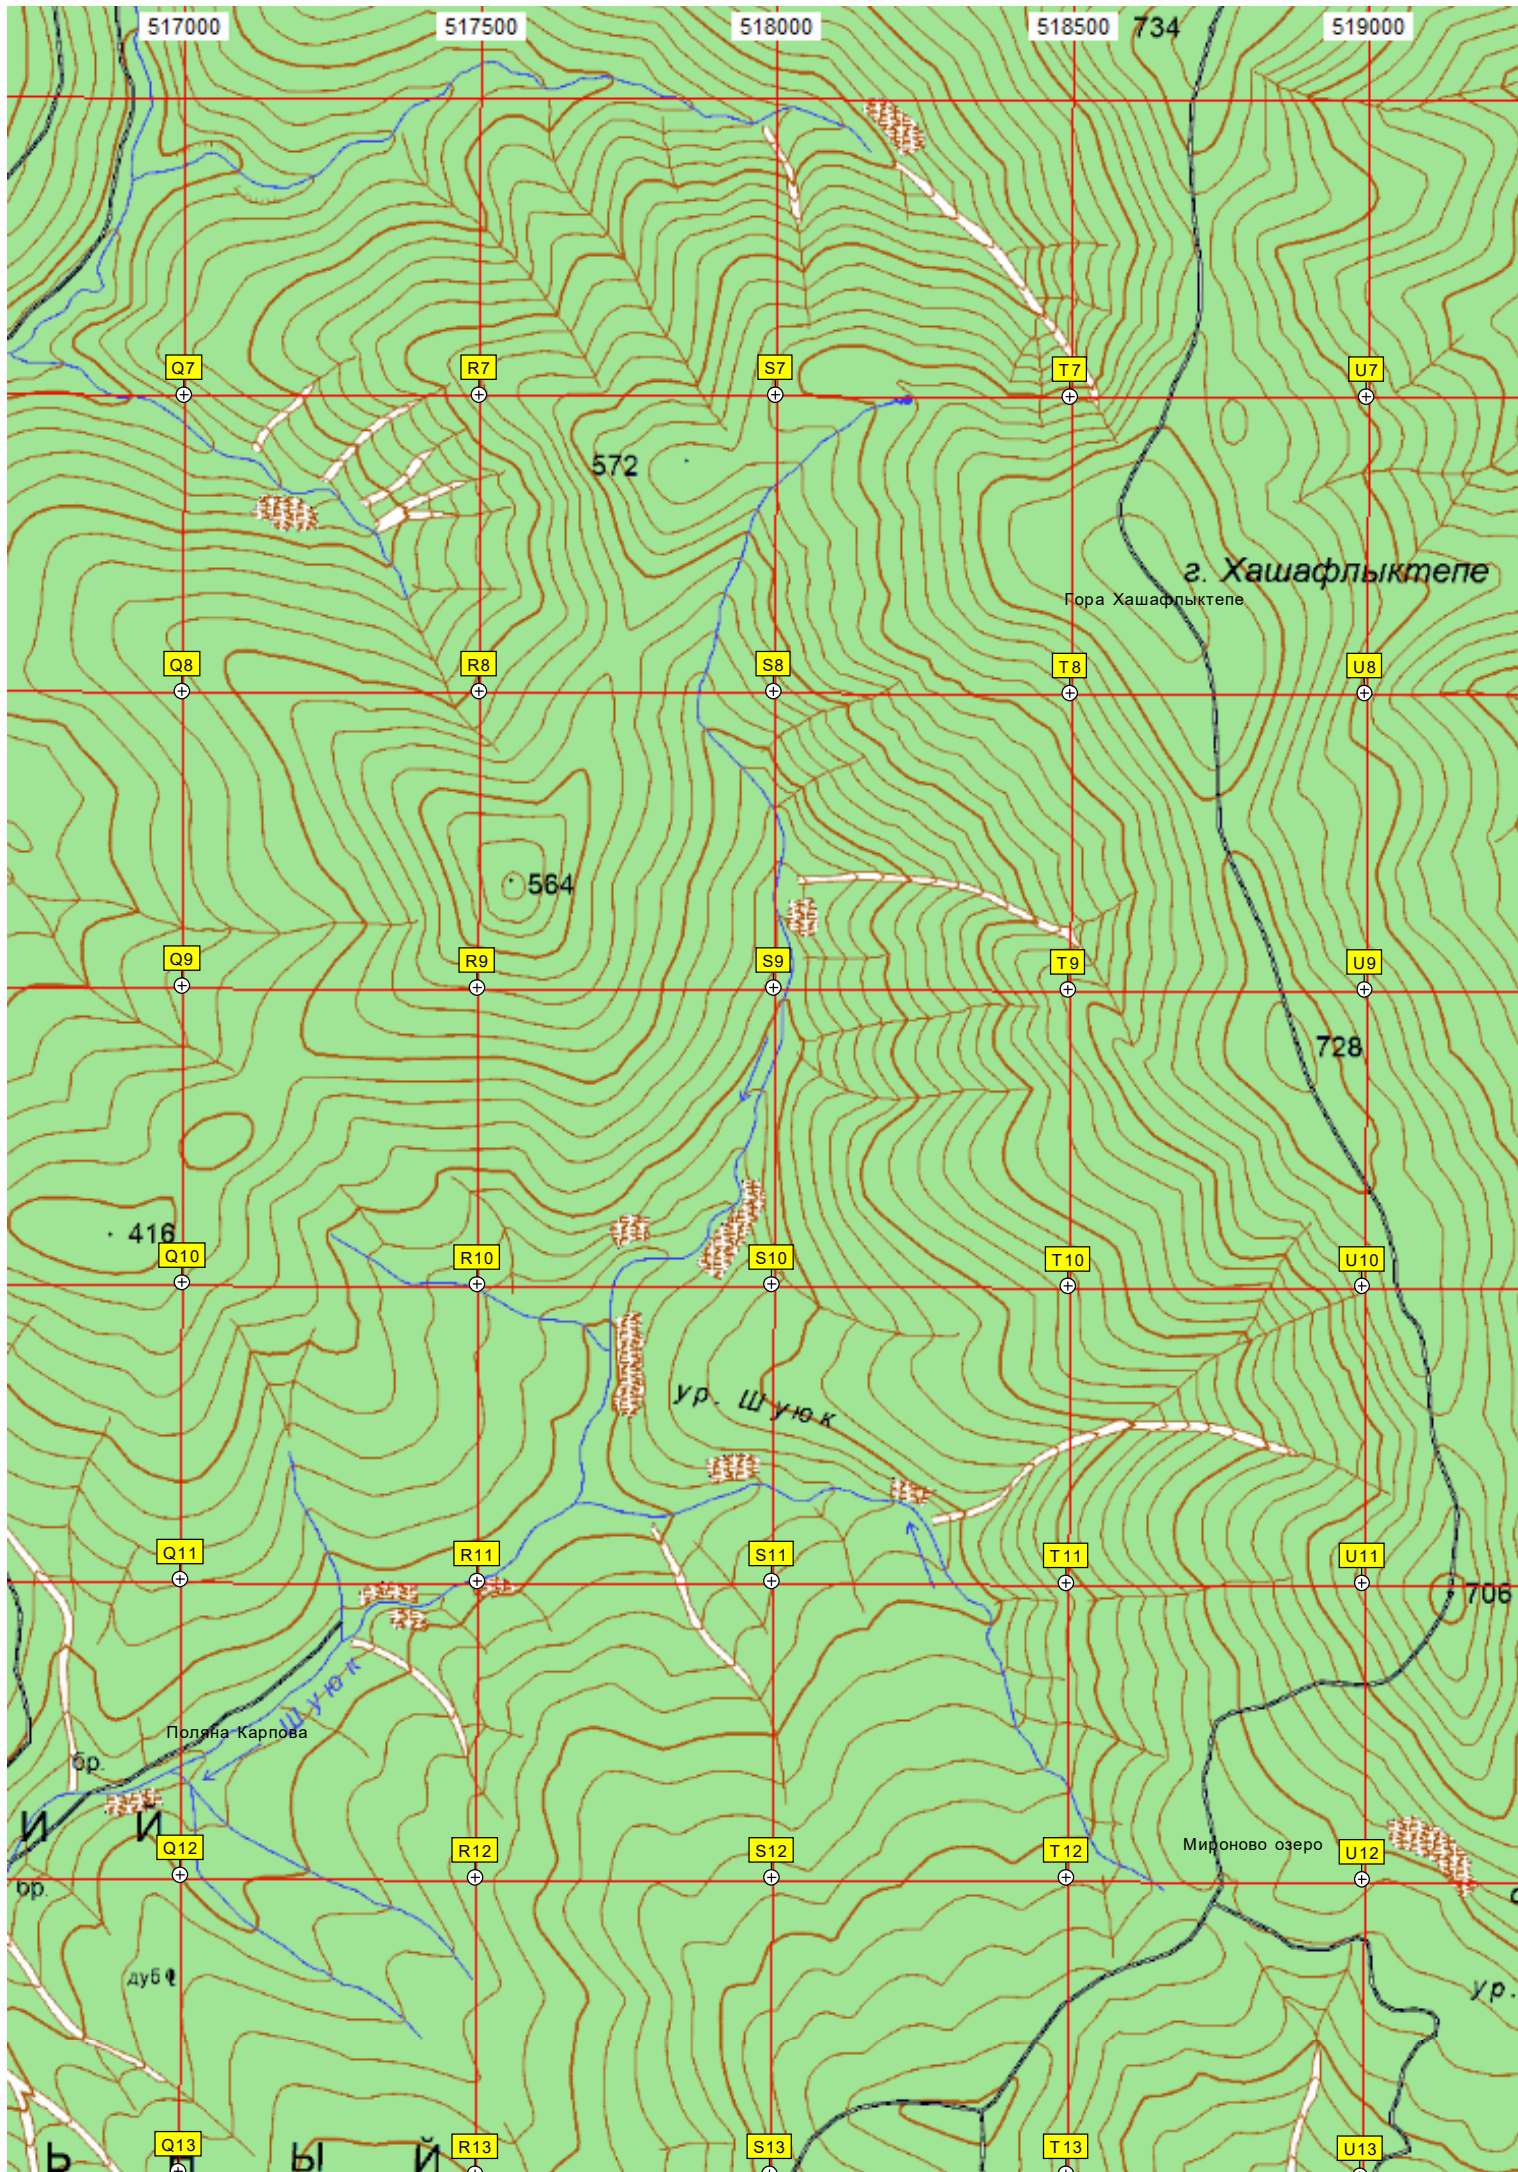 517000 517500 518000 518500 734 519000
Q7 R7 S7 T7 U7
572
г. Хашафлыктепе
Гора Хашафлыктепе
Q8 R8 S8 T8 U8
564
Q9 R9 S9 T9 U9
728
416
Q10 R10 S10 T10 U10
ур. Шуюк
Q11 R11 S11 T11 U11
706
Шуюк
Поляна Карпова
бр.
И Й
Q12 R12 S12 T12 U12
Мироново озеро
бр.
дуб
ур.
Q13 R13 S13 T13 U13
Ь Н Ы Й